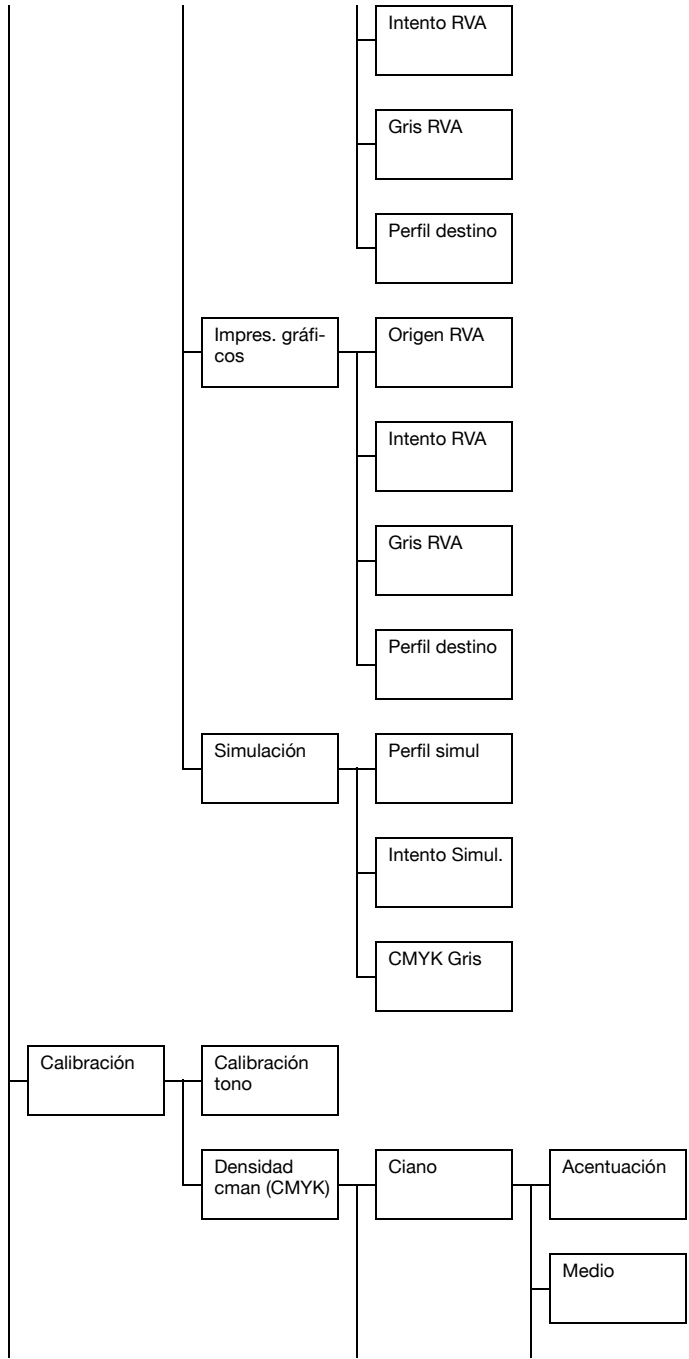 Intento RVA
Gris RVA
Perfil destino
Impres. gráfi-
cos
Origen RVA
Intento RVA
Gris RVA
Perfil destino
Simulación
Perfil simul
Intento Simul.
CMYK Gris
Calibración
Calibración
tono
Densidad
cman (CMYK)
Ciano
Acentuación
Medio